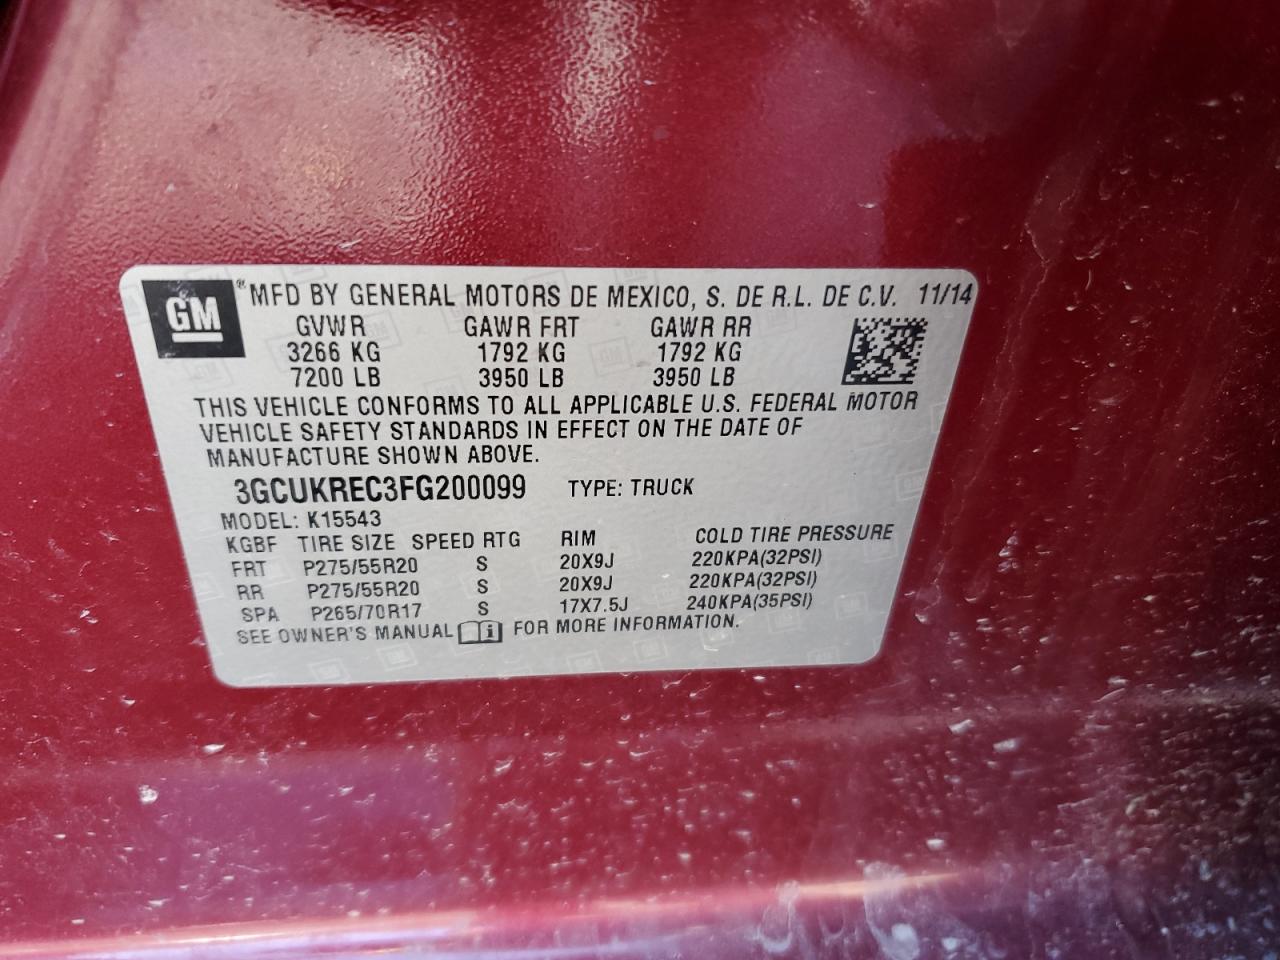 GM ® MFD BY GENERAL MOTORS DE MEXICO, S. DE R.L. DE C.V. 11/14
GVWR GAWR FRT GAWR RR
3266 KG 1792 KG 1792 KG
7200 LB 3950 LB 3950 LB
THIS VEHICLE CONFORMS TO ALL APPLICABLE U.S. FEDERAL MOTOR
VEHICLE SAFETY STANDARDS IN EFFECT ON THE DATE OF
MANUFACTURE SHOWN ABOVE.
3GCUKREC3FG200099 TYPE: TRUCK
MODEL: K15543
KGBF TIRE SIZE SPEED RTG RIM COLD TIRE PRESSURE
FRT P275/55R20 S 20X9J 220KPA(32PSI)
RR P275/55R20 S 20X9J 220KPA(32PSI)
SPA P265/70R17 S 17X7.5J 240KPA(35PSI)
SEE OWNER'S MANUAL i FOR MORE INFORMATION.